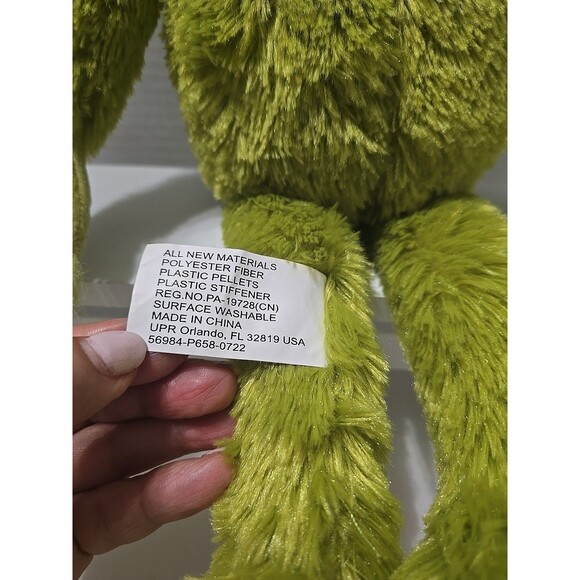 ALL NEW MATERIALS
POLYESTER FIBER
PLASTIC PELLETS
PLASTIC STIFFENER
REG.NO.PA-19728(CN)
SURFACE WASHABLE
MADE IN CHINA
UPR Orlando, FL 32819 USA
56984-P658-0722